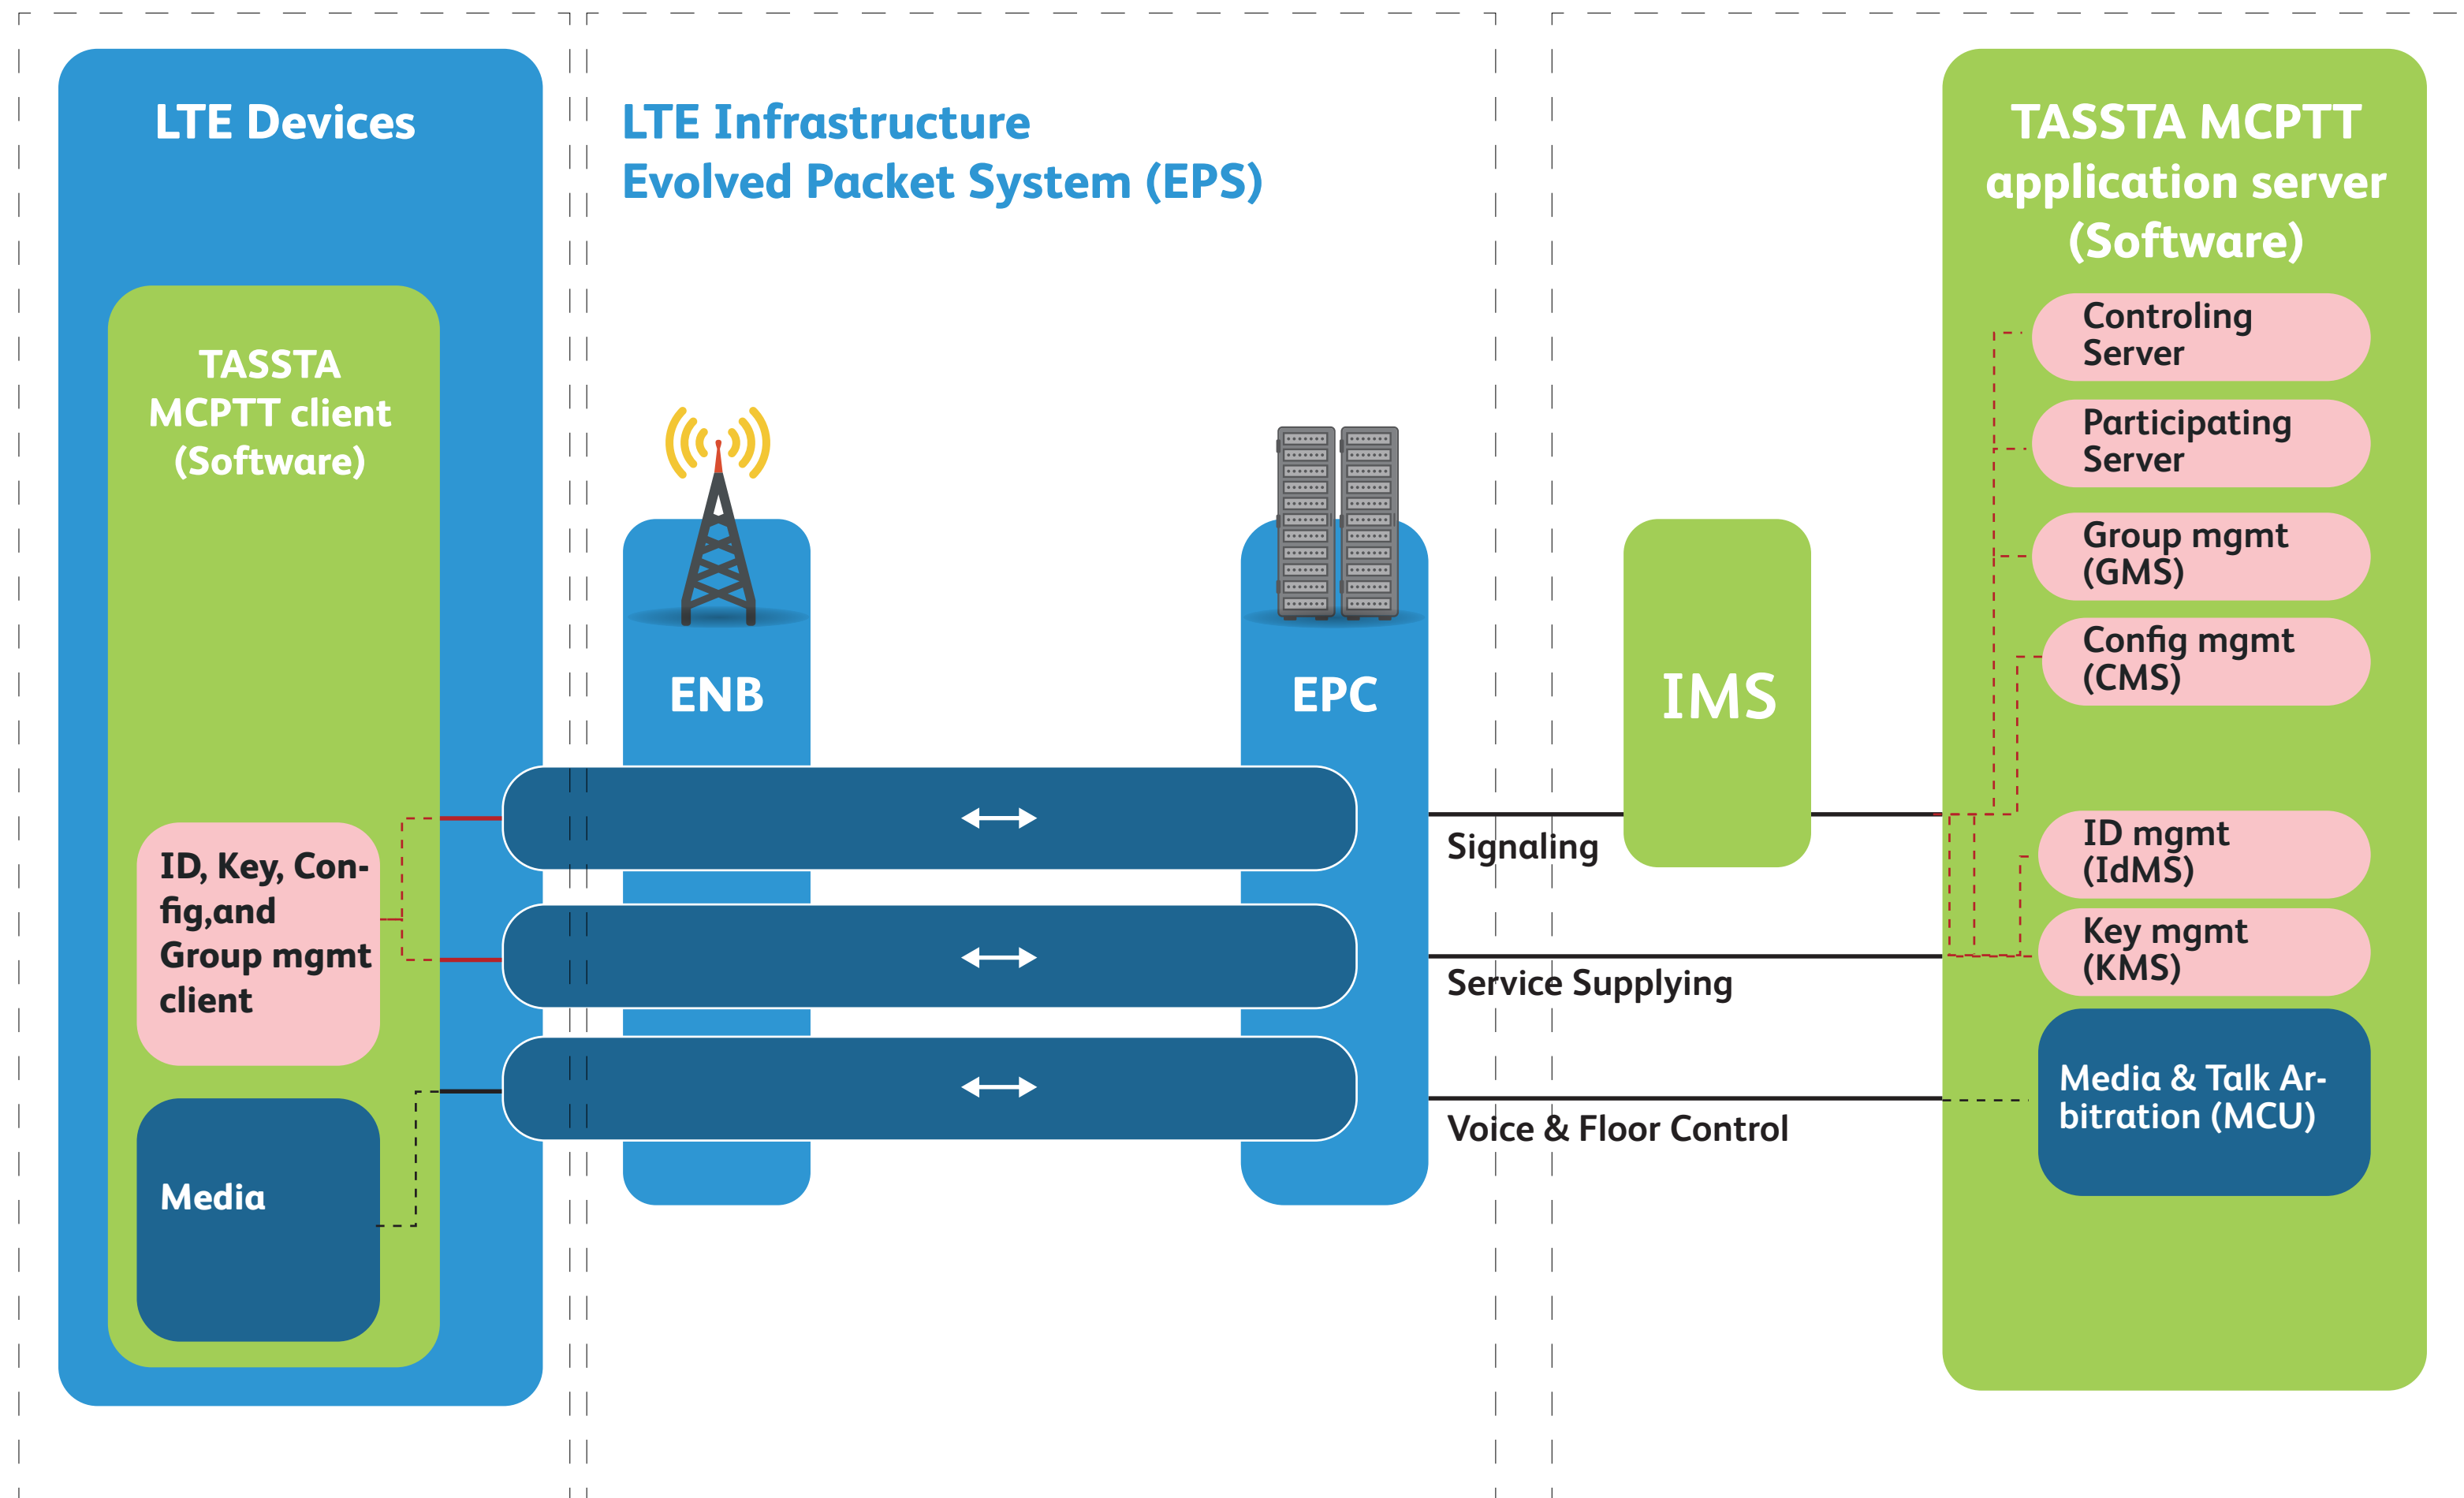 LTE Devices
TASSTA
MCPTT client
(Software)
ID, Key, Con-
fig,and
Group mgmt
client
Media
LTE Infrastructure
Evolved Packet System (EPS)
ENB
EPC
Signaling
Service Supplying
Voice & Floor Control
IMS
TASSTA MCPTT
application server
(Software)
Controling
Server
Participating
Server
Group mgmt
(GMS)
Config mgmt
(CMS)
ID mgmt
(IdMS)
Key mgmt
(KMS)
Media & Talk Ar-
bitration (MCU)